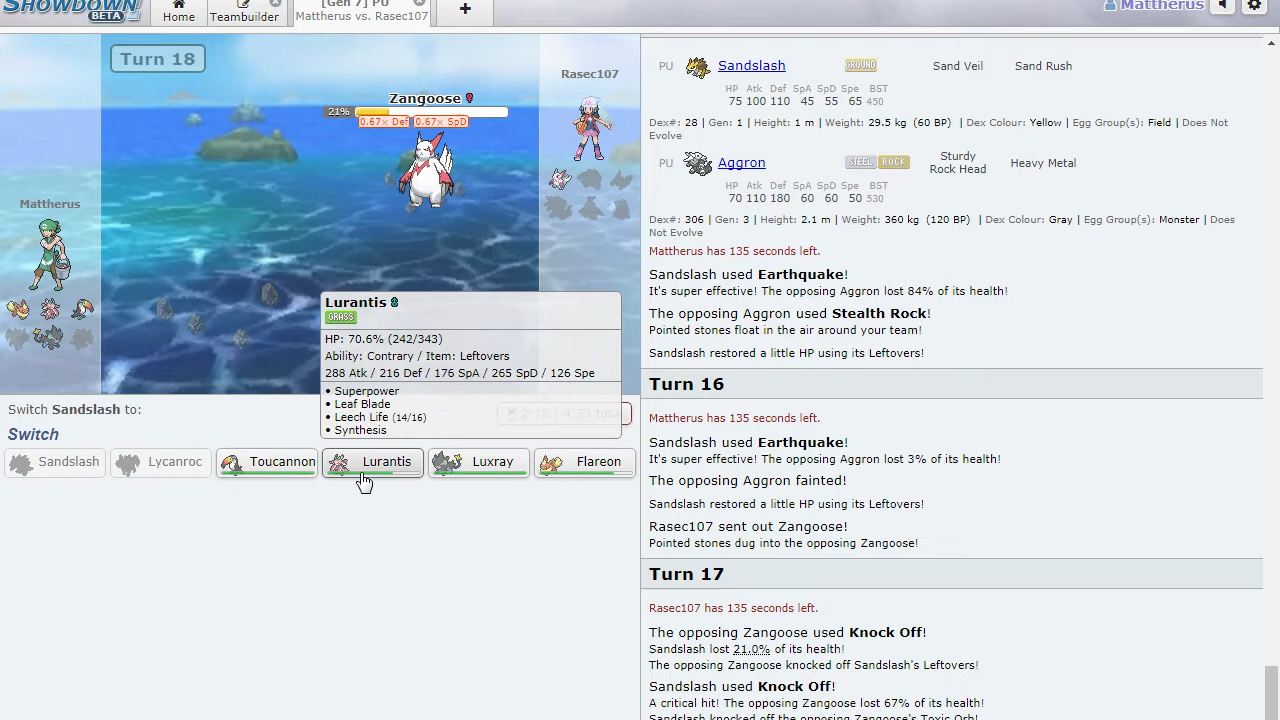 SHOWDOWN
BETA
Home
Teambuilder
[Gen 7] PU
Mattherus vs. Rasec107
+
Mattherus
Turn 18
Rasec107
Zangoose
21%
0.67× Def 0.67× SpD
Mattherus
Lurantis
GRASS
HP: 70.6% (242/343)
Ability: Contrary / Item: Leftovers
288 Atk / 216 Def / 176 SpA / 265 SpD / 126 Spe
• Superpower
• Leaf Blade
• Leech Life (14/16)
• Synthesis
Switch Sandslash to:
2:18 | 4:33 total
Switch
Sandslash
Lycanroc
Toucannon
Lurantis
Luxray
Flareon
PU Sandslash GROUND Sand Veil Sand Rush
HP Atk Def SpA SpD Spe BST
75 100 110 45 55 65 450
Dex#: 28 | Gen: 1 | Height: 1 m | Weight: 29.5 kg (60 BP) | Dex Colour: Yellow | Egg Group(s): Field | Does Not
Evolve
PU Aggron STEEL ROCK Sturdy Rock Head Heavy Metal
HP Atk Def SpA SpD Spe BST
70 110 180 60 60 50 530
Dex#: 306 | Gen: 3 | Height: 2.1 m | Weight: 360 kg (120 BP) | Dex Colour: Gray | Egg Group(s): Monster | Does
Not Evolve
Mattherus has 135 seconds left.
Sandslash used Earthquake!
It's super effective! The opposing Aggron lost 84% of its health!
The opposing Aggron used Stealth Rock!
Pointed stones float in the air around your team!
Sandslash restored a little HP using its Leftovers!
Turn 16
Mattherus has 135 seconds left.
Sandslash used Earthquake!
It's super effective! The opposing Aggron lost 3% of its health!
The opposing Aggron fainted!
Sandslash restored a little HP using its Leftovers!
Rasec107 sent out Zangoose!
Pointed stones dug into the opposing Zangoose!
Turn 17
Rasec107 has 135 seconds left.
The opposing Zangoose used Knock Off!
Sandslash lost 21.0% of its health!
The opposing Zangoose knocked off Sandslash's Leftovers!
Sandslash used Knock Off!
A critical hit! The opposing Zangoose lost 67% of its health!
Sandslash knocked off the opposing Zangoose's Toxic Orb!